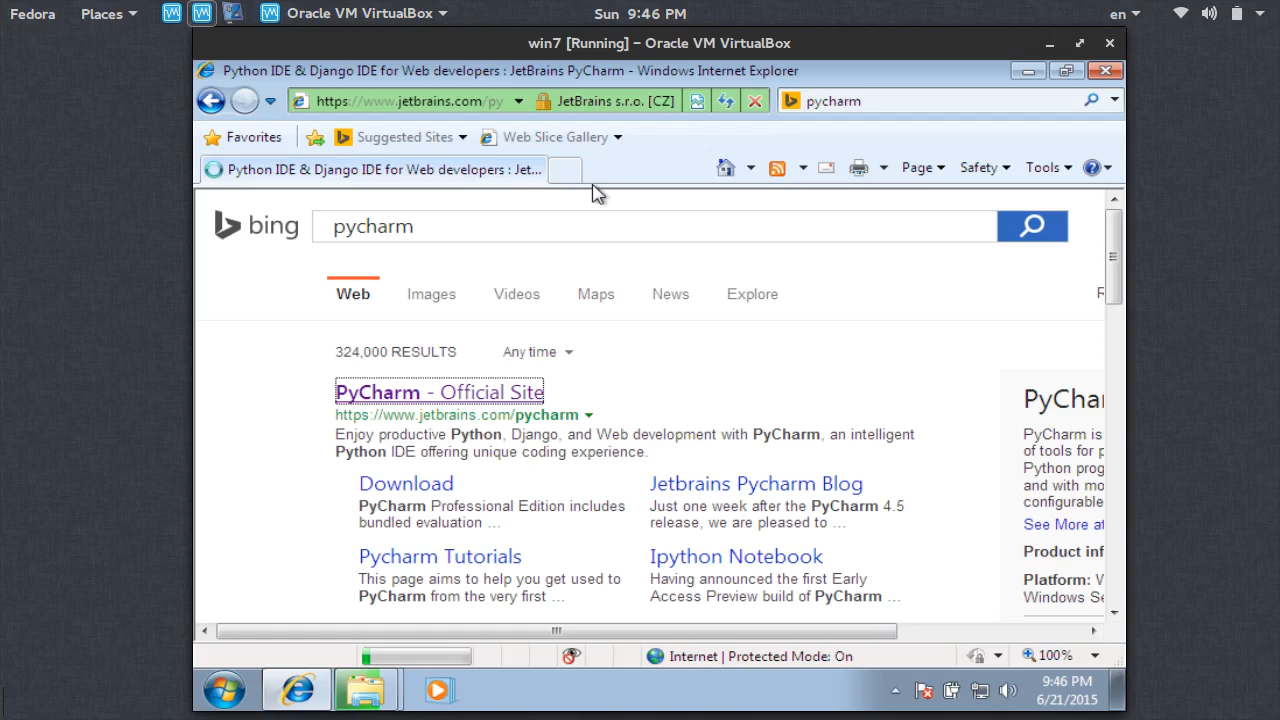 Fedora Places Oracle VM VirtualBox Sun 9:46 PM en
win7 [Running] – Oracle VM VirtualBox
Python IDE & Django IDE for Web developers : JetBrains PyCharm - Windows Internet Explorer
https://www.jetbrains.com/py JetBrains s.r.o. [CZ] pycharm
Favorites Suggested Sites Web Slice Gallery
Python IDE & Django IDE for Web developers : Jet... Page Safety Tools
bing pycharm
Web Images Videos Maps News Explore
324,000 RESULTS Any time
PyCharm - Official Site
https://www.jetbrains.com/pycharm
Enjoy productive Python, Django, and Web development with PyCharm, an intelligent
Python IDE offering unique coding experience.
Download
PyCharm Professional Edition includes
bundled evaluation ...
Jetbrains Pycharm Blog
Just one week after the PyCharm 4.5
release, we are pleased to ...
Pycharm Tutorials
This page aims to help you get used to
PyCharm from the very first ...
Ipython Notebook
Having announced the first Early
Access Preview build of PyCharm ...
PyChar
PyCharm is
of tools for p
Python prog
and with mo
configurable
See More at
Product inf
Platform: W
Windows Se
Internet | Protected Mode: On 100%
9:46 PM
6/21/2015